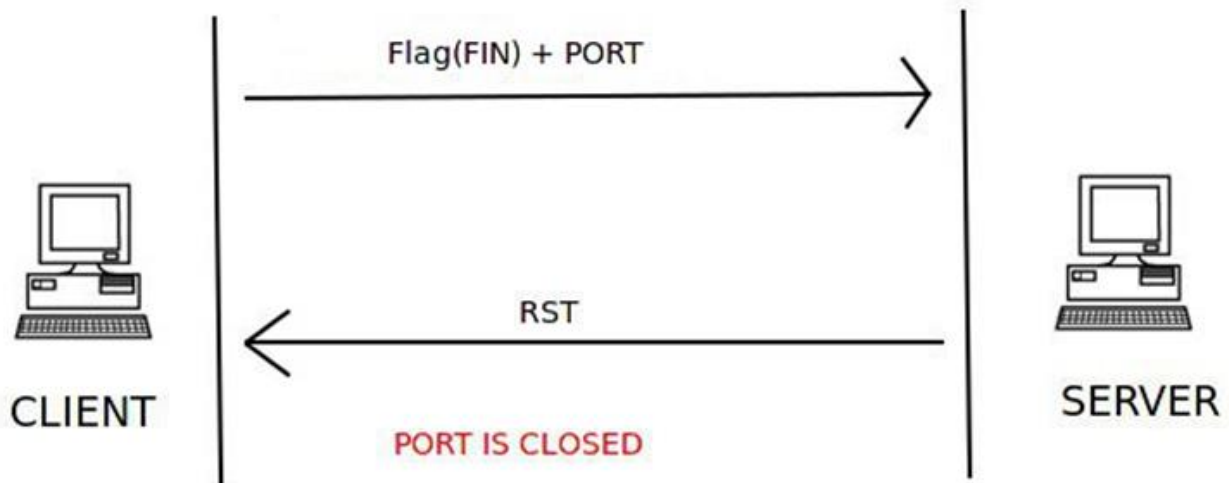 Flag(FIN) + PORT
RST
CLIENT
SERVER
PORT IS CLOSED